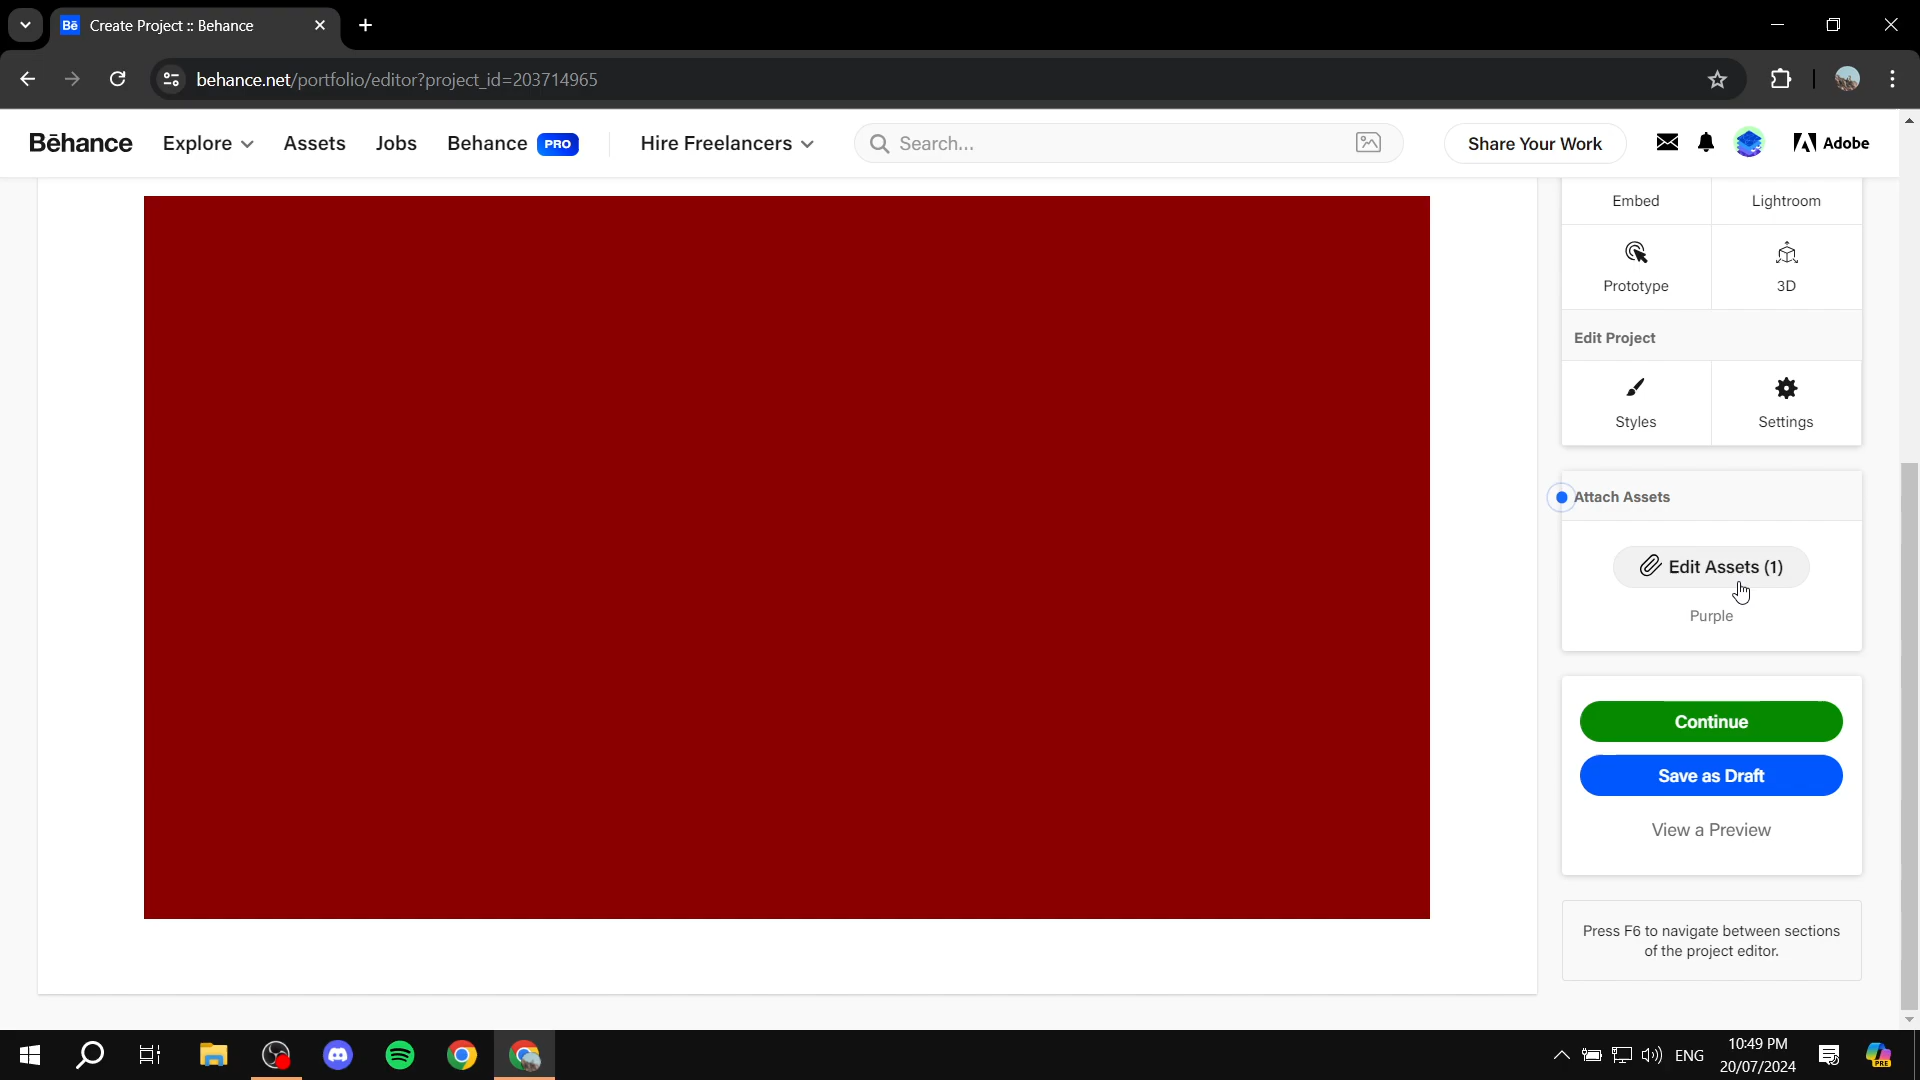 Bē Create Project :: Behance
behance.net/portfolio/editor?project_id=203714965
Bēhance Explore Assets Jobs Behance PRO Hire Freelancers Search... Share Your Work Adobe
Embed Lightroom
Prototype 3D
Edit Project
Styles Settings
Attach Assets
Edit Assets (1)
Purple
Continue
Save as Draft
View a Preview
Press F6 to navigate between sections
of the project editor.
ENG 10:49 PM
20/07/2024
PRE